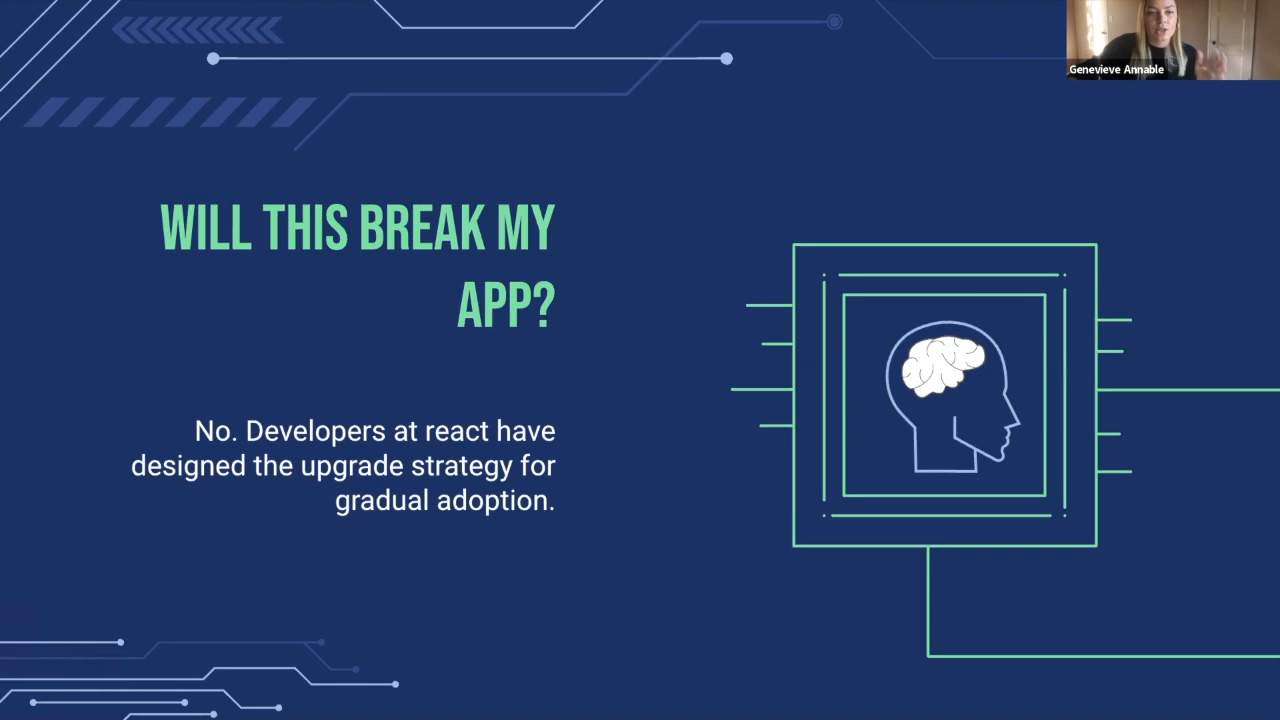 Genevieve Annable
WILL THIS BREAK MY
APP?
No. Developers at react have
designed the upgrade strategy for
gradual adoption.